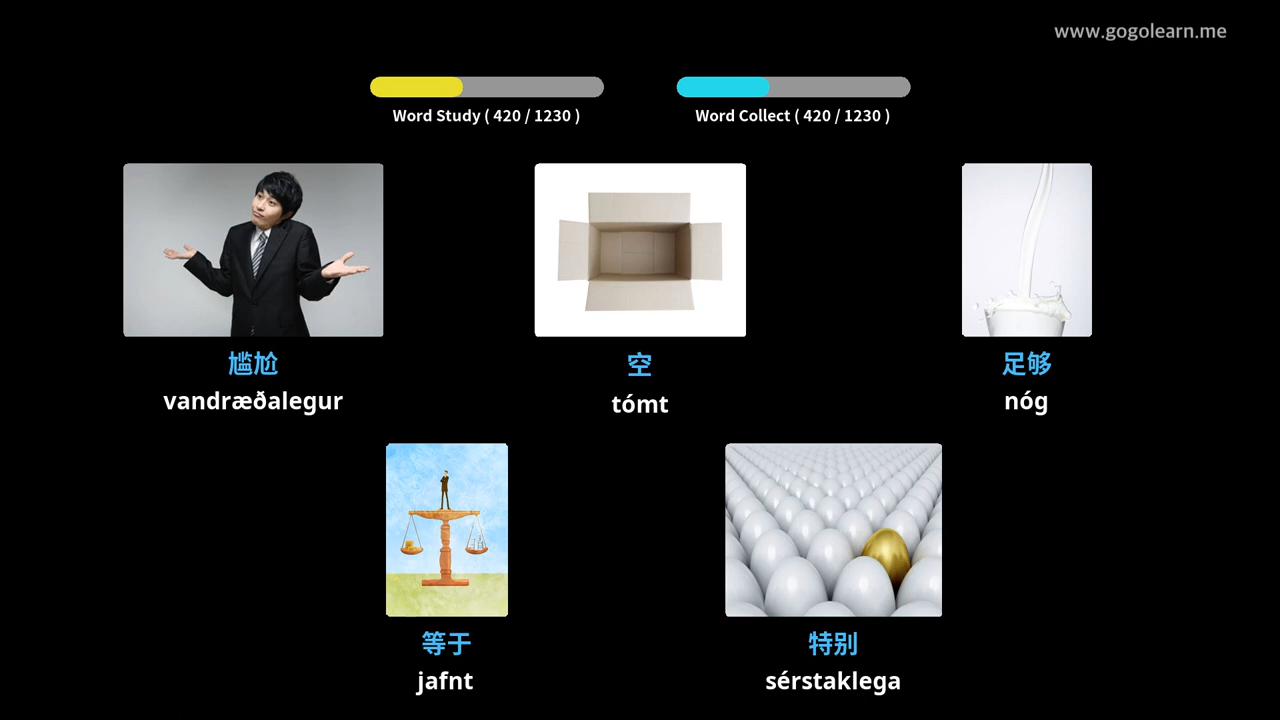 www.gogolearn.me
Word Study ( 420 / 1230 )
Word Collect ( 420 / 1230 )
尴尬
vandræðalegur
空
tómt
足够
nóg
等于
jafnt
特别
sérstaklega